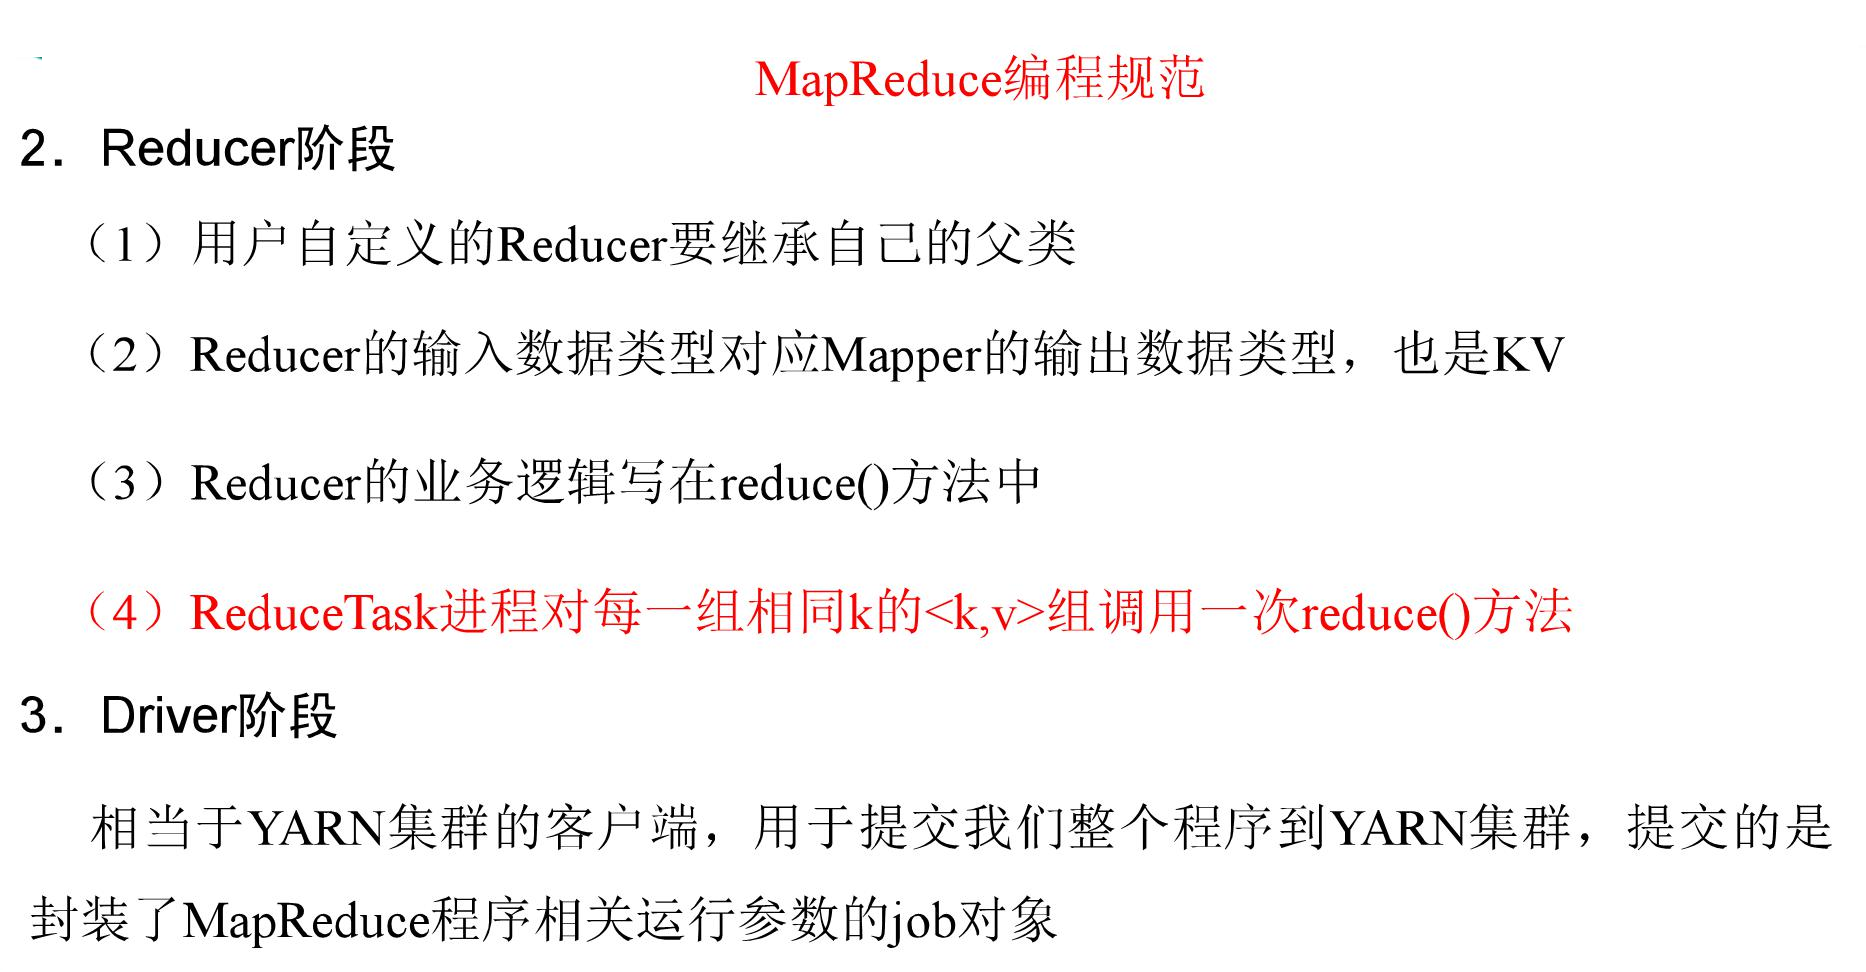 MapReduce编程规范
2．Reducer阶段
（1）用户自定义的Reducer要继承自己的父类
（2）Reducer的输入数据类型对应Mapper的输出数据类型，也是KV
（3）Reducer的业务逻辑写在reduce()方法中
（4）ReduceTask进程对每一组相同k的<k,v>组调用一次reduce()方法
3．Driver阶段
相当于YARN集群的客户端，用于提交我们整个程序到YARN集群，提交的是
封装了MapReduce程序相关运行参数的job对象